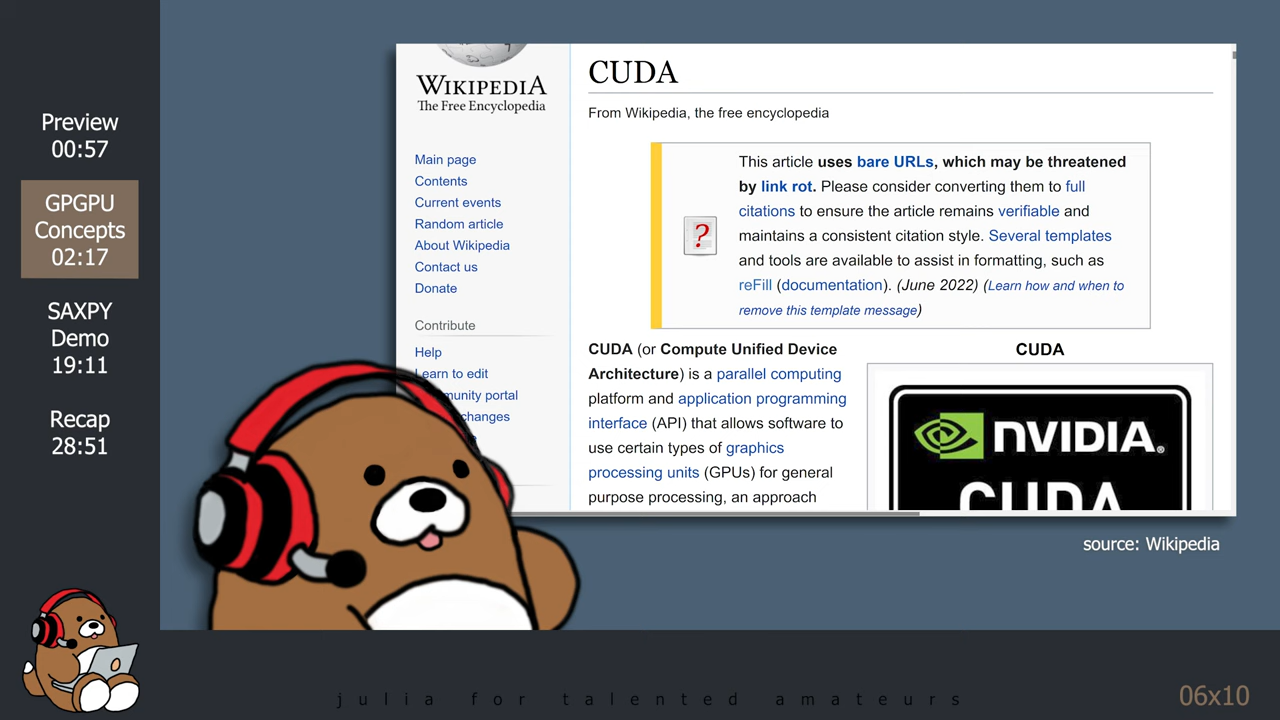 Preview
00:57
GPGPU
Concepts
02:17
SAXPY
Demo
19:11
Recap
28:51
WIKIPEDIA
The Free Encyclopedia
Main page
Contents
Current events
Random article
About Wikipedia
Contact us
Donate
Contribute
Help
Learn to edit
munity portal
changes
CUDA
From Wikipedia, the free encyclopedia
This article uses bare URLs, which may be threatened
by link rot. Please consider converting them to full
citations to ensure the article remains verifiable and
maintains a consistent citation style. Several templates
and tools are available to assist in formatting, such as
reFill (documentation). (June 2022) (Learn how and when to
remove this template message)
CUDA (or Compute Unified Device
Architecture) is a parallel computing
platform and application programming
interface (API) that allows software to
use certain types of graphics
processing units (GPUs) for general
purpose processing, an approach
CUDA
?
NVIDIA®
CUDA
source: Wikipedia
julia for talented amateurs
06x10